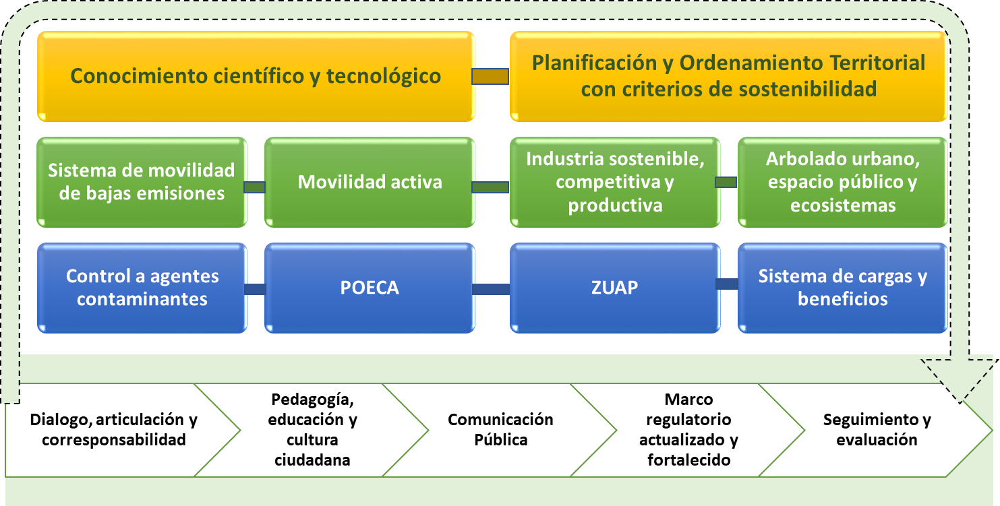 Conocimiento científico y tecnológico
Planificación y Ordenamiento Territorial
con criterios de sostenibilidad
Sistema de movilidad
de bajas emisiones
Movilidad activa
Industria sostenible,
competitiva y
productiva
Arbolado urbano,
espacio público y
ecosistemas
Control a agentes
contaminantes
POECA
ZUAP
Sistema de cargas y
beneficios
Dialogo, articulación y
corresponsabilidad
Pedagogía,
educación y
cultura
ciudadana
Comunicación
Pública
Marco
regulatorio
actualizado y
fortalecido
Seguimiento y
evaluación